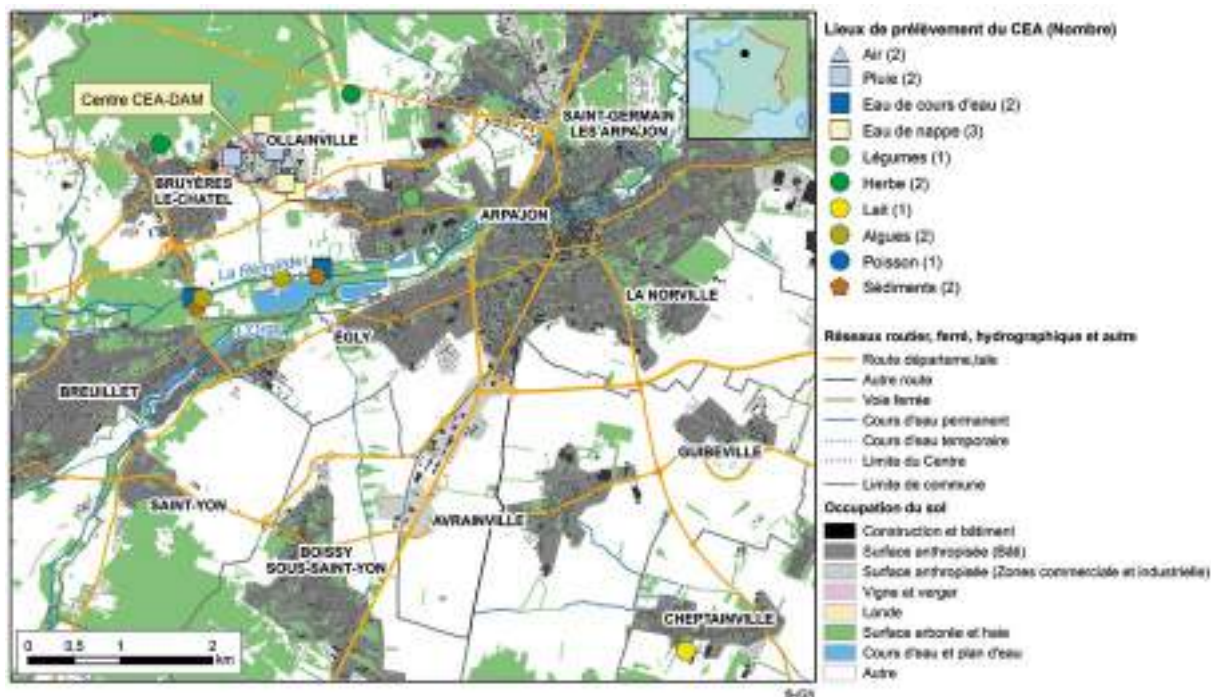 Centre CEA-DAM
OLLAINVILLE
SAINT-GERMAIN
LES ARPAJON
BRUYÈRES
LE-CHATEL
ARPAJON
La Rémarde
L'Orge
LA NORVILLE
EGLY
BREUILLET
GUIBEVILLE
SAINT-YON
AVRAINVILLE
BOISSY
SOUS-SAINT-YON
CHEPTAINVILLE
0 0.5 1 2
km
Lieux de prélèvement du CEA (Nombre)
Air (2)
Pluie (2)
Eau de cours d'eau (2)
Eau de nappe (3)
Légumes (1)
Herbe (2)
Lait (1)
Algues (2)
Poisson (1)
Sédiments (2)
Réseaux routier, ferré, hydrographique et autre
Route départeme,tale
Autre route
Voie ferrée
Cours d'eau permanent
Cours d'eau temporaire
Limite du Centre
Limite de commune
Occupation du sol
Construction et bâtiment
Surface anthropisée (Bâti)
Surface anthropisée (Zones commerciale et industrielle)
Vigne et verger
Lande
Surface arborée et haie
Cours d'eau et plan d'eau
Autre